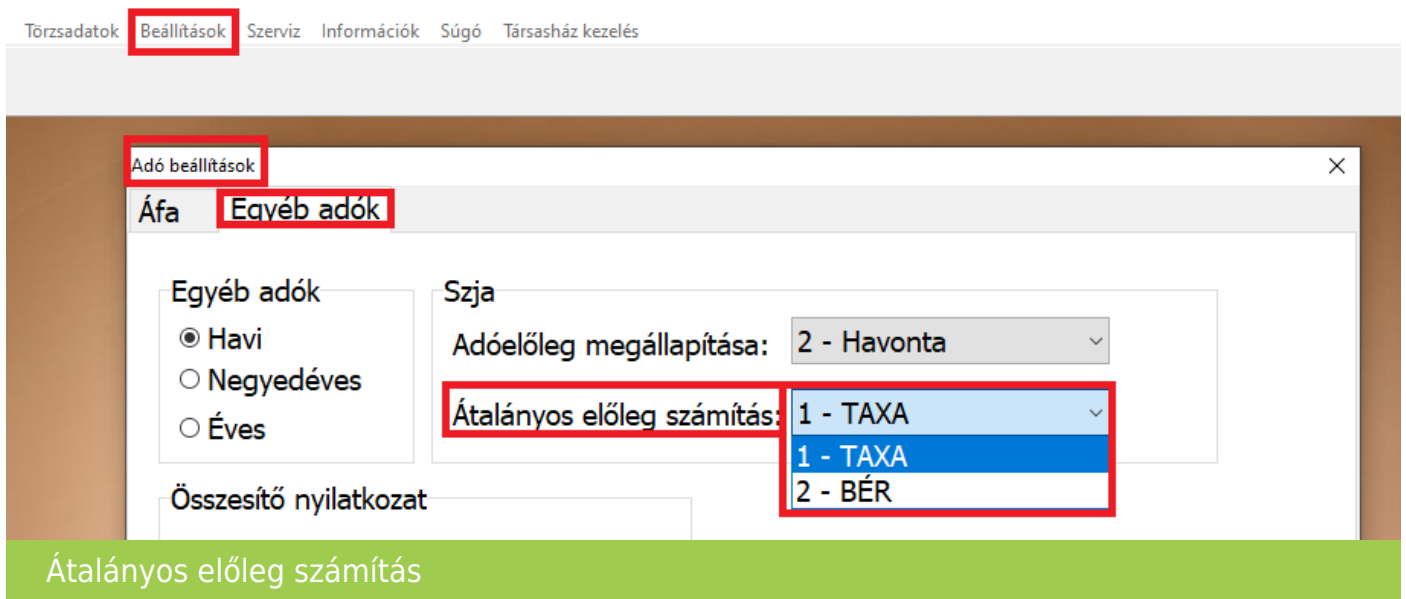 Törzsadatok Beállítások Szerviz Információk Súgó Társasház kezelés
Adó beállítások
Áfa Egyéb adók
Egyéb adók
Havi
Negyedéves
Éves
Szja
Adóelőleg megállapítása: 2 - Havonta
Átalányos előleg számítás: 1 - TAXA
1 - TAXA
2 - BÉR
Összesítő nyilatkozat
Átalányos előleg számítás